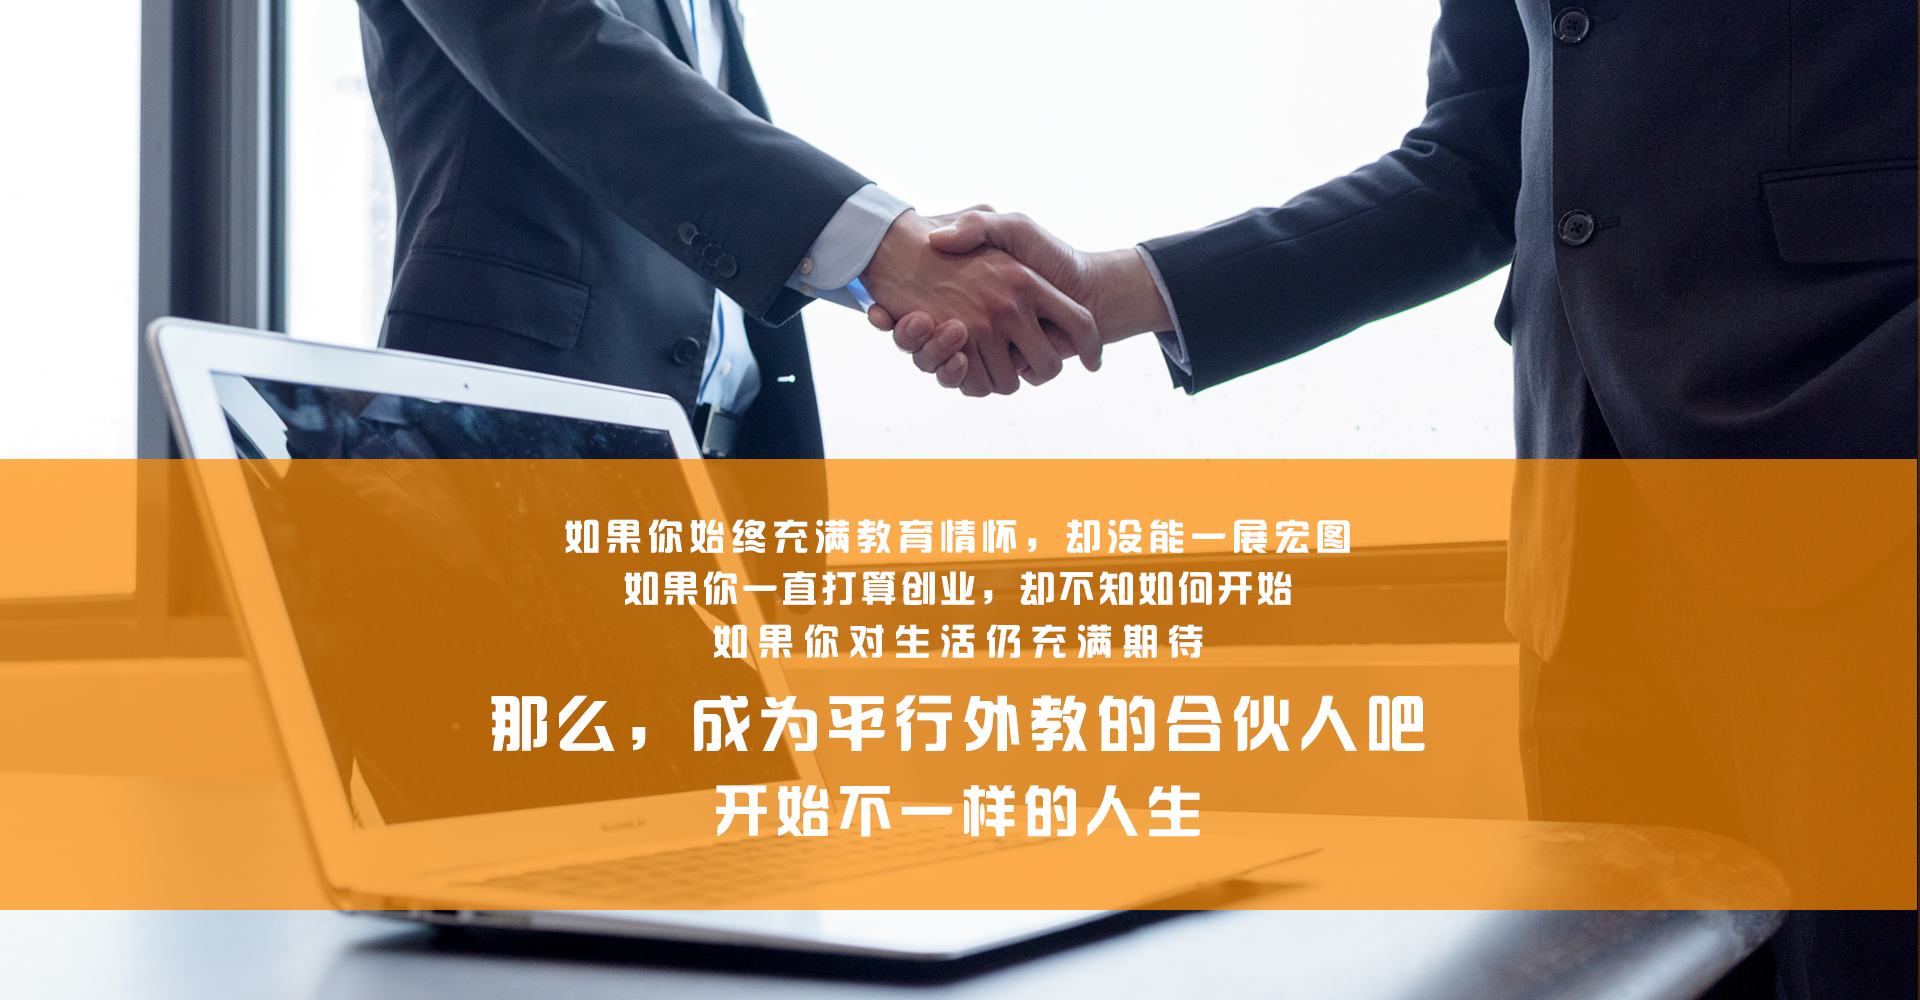 如果你始终充满教育情怀，却没能一展宏图
如果你一直打算创业，却不知如何开始
如果你对生活仍充满期待
那么，成为平行外教的合伙人吧
开始不一样的人生